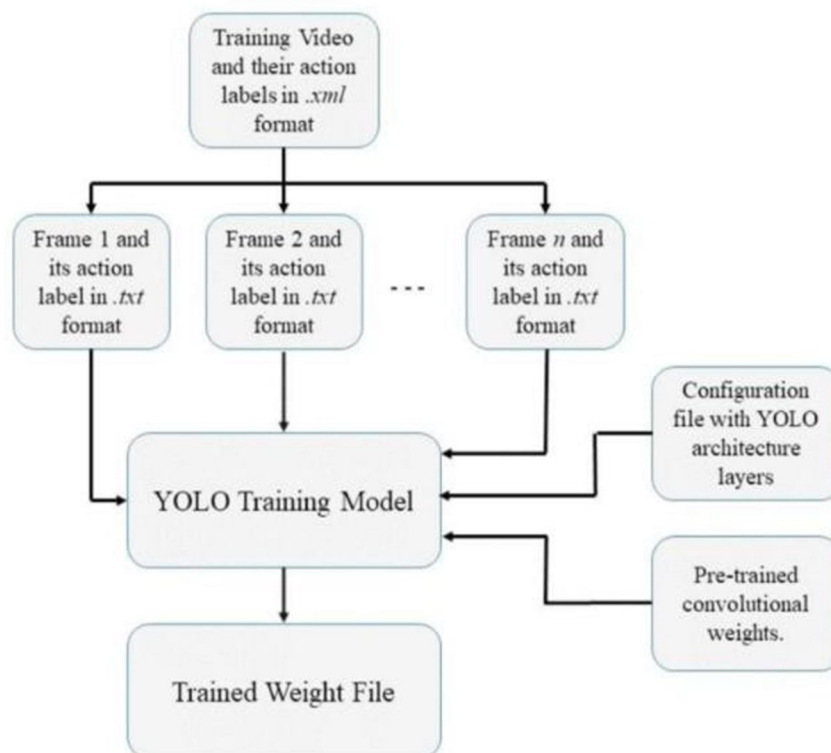 Training Video
and their action
labels in .xml
format
Frame 1 and
its action
label in .txt
format
Frame 2 and
its action
label in .txt
format
- - -
Frame n and
its action
label in .txt
format
Configuration
file with YOLO
architecture
layers
YOLO Training Model
Pre-trained
convolutional
weights.
Trained Weight File